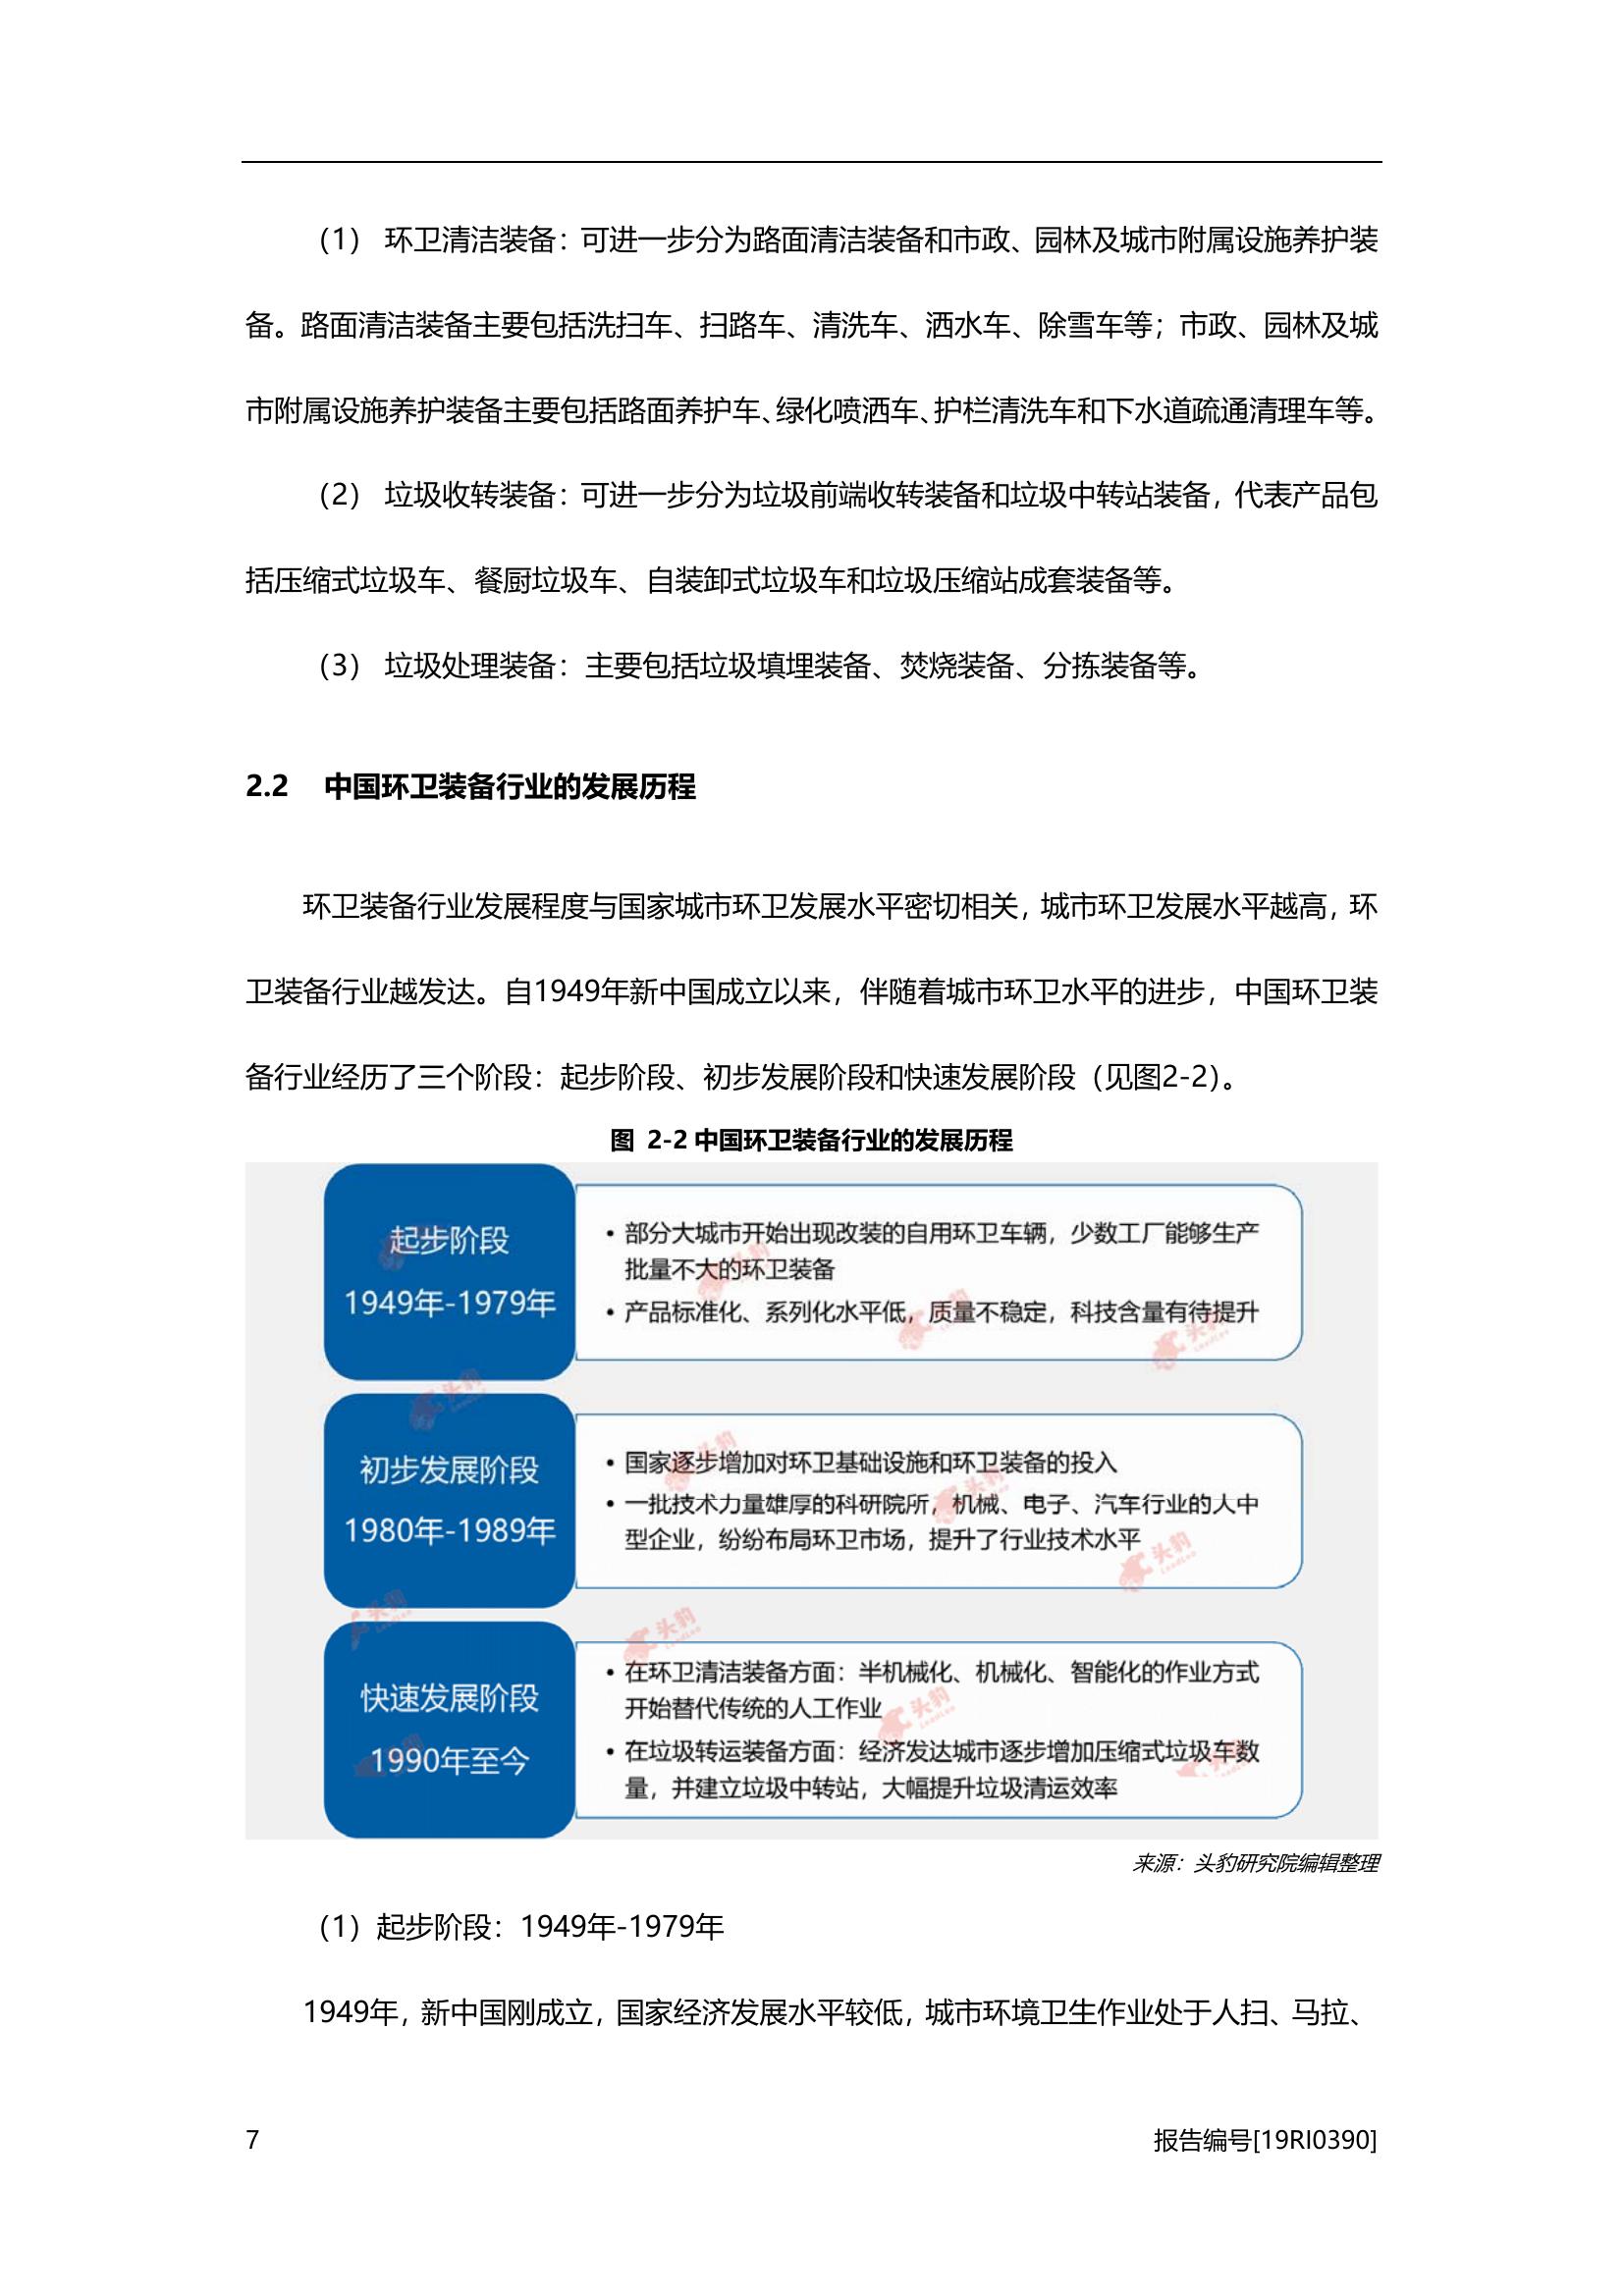 （1） 环卫清洁装备：可进一步分为路面清洁装备和市政、园林及城市附属设施养护装
备。路面清洁装备主要包括洗扫车、扫路车、清洗车、洒水车、除雪车等；市政、园林及城
市附属设施养护装备主要包括路面养护车、绿化喷洒车、护栏清洗车和下水道疏通清理车等。
（2） 垃圾收转装备：可进一步分为垃圾前端收转装备和垃圾中转站装备，代表产品包
括压缩式垃圾车、餐厨垃圾车、自装卸式垃圾车和垃圾压缩站成套装备等。
（3） 垃圾处理装备：主要包括垃圾填埋装备、焚烧装备、分拣装备等。
2.2 中国环卫装备行业的发展历程
环卫装备行业发展程度与国家城市环卫发展水平密切相关，城市环卫发展水平越高，环
卫装备行业越发达。自1949年新中国成立以来，伴随着城市环卫水平的进步，中国环卫装
备行业经历了三个阶段：起步阶段、初步发展阶段和快速发展阶段（见图2-2）。
图 2-2 中国环卫装备行业的发展历程
起步阶段
1949年-1979年
• 部分大城市开始出现改装的自用环卫车辆，少数工厂能够生产
批量不大的环卫装备
• 产品标准化、系列化水平低，质量不稳定，科技含量有待提升
初步发展阶段
1980年-1989年
• 国家逐步增加对环卫基础设施和环卫装备的投入
• 一批技术力量雄厚的科研院所，机械、电子、汽车行业的大中
型企业，纷纷布局环卫市场，提升了行业技术水平
快速发展阶段
1990年至今
• 在环卫清洁装备方面：半机械化、机械化、智能化的作业方式
开始替代传统的人工作业
• 在垃圾转运装备方面：经济发达城市逐步增加压缩式垃圾车数
量，并建立垃圾中转站，大幅提升垃圾清运效率
来源：头豹研究院编辑整理
（1）起步阶段：1949年-1979年
1949年，新中国刚成立，国家经济发展水平较低，城市环境卫生作业处于人扫、马拉、
7 报告编号[19RI0390]